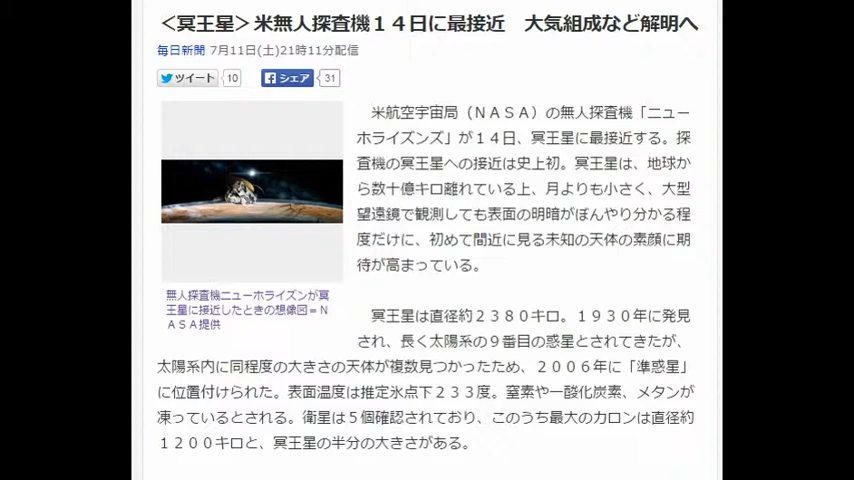 ＜冥王星＞米無人探査機１４日に最接近　大気組成など解明へ
毎日新聞 7月11日(土)21時11分配信
ツイート 10 シェア 31
　米航空宇宙局（ＮＡＳＡ）の無人探査機「ニュー
ホライズンズ」が１４日、冥王星に最接近する。探
査機の冥王星への接近は史上初。冥王星は、地球か
ら数十億キロ離れている上、月よりも小さく、大型
望遠鏡で観測しても表面の明暗がぼんやり分かる程
度だけに、初めて間近に見る未知の天体の素顔に期
待が高まっている。
無人探査機ニューホライズンが冥
王星に接近したときの想像図＝Ｎ
ＡＳＡ提供
　冥王星は直径約２３８０キロ。１９３０年に発見
され、長く太陽系の９番目の惑星とされてきたが、
太陽系内に同程度の大きさの天体が複数見つかったため、２００６年に「準惑星」
に位置付けられた。表面温度は推定氷点下２３３度。窒素や一酸化炭素、メタンが
凍っているとされる。衛星は５個確認されており、このうち最大のカロンは直径約
１２００キロと、冥王星の半分の大きさがある。